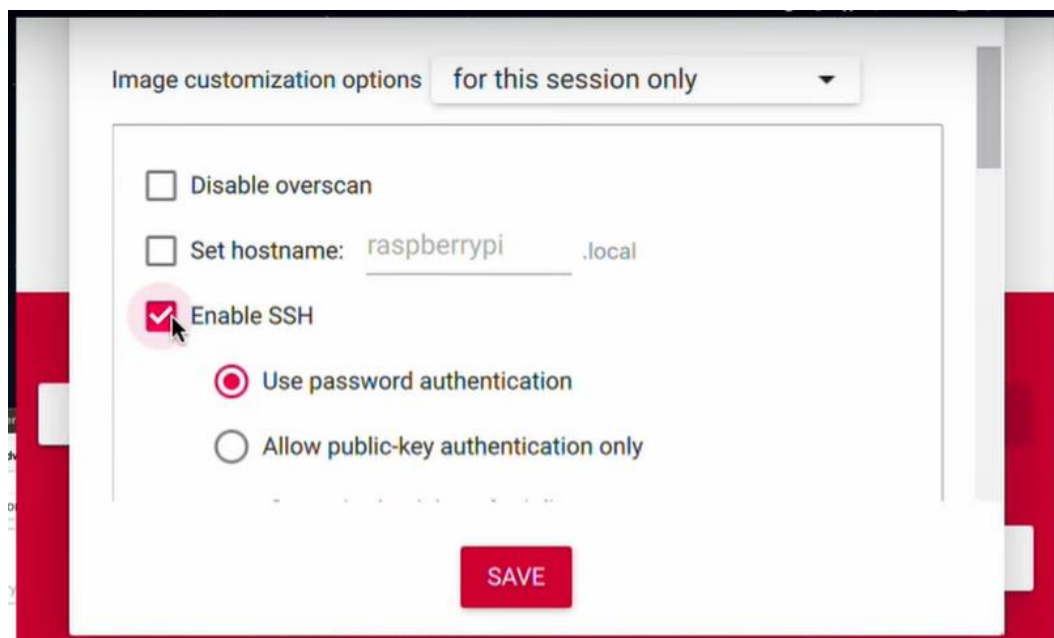 Image customization options for this session only
Disable overscan
Set hostname: raspberrypi .local
Enable SSH
Use password authentication
Allow public-key authentication only
SAVE